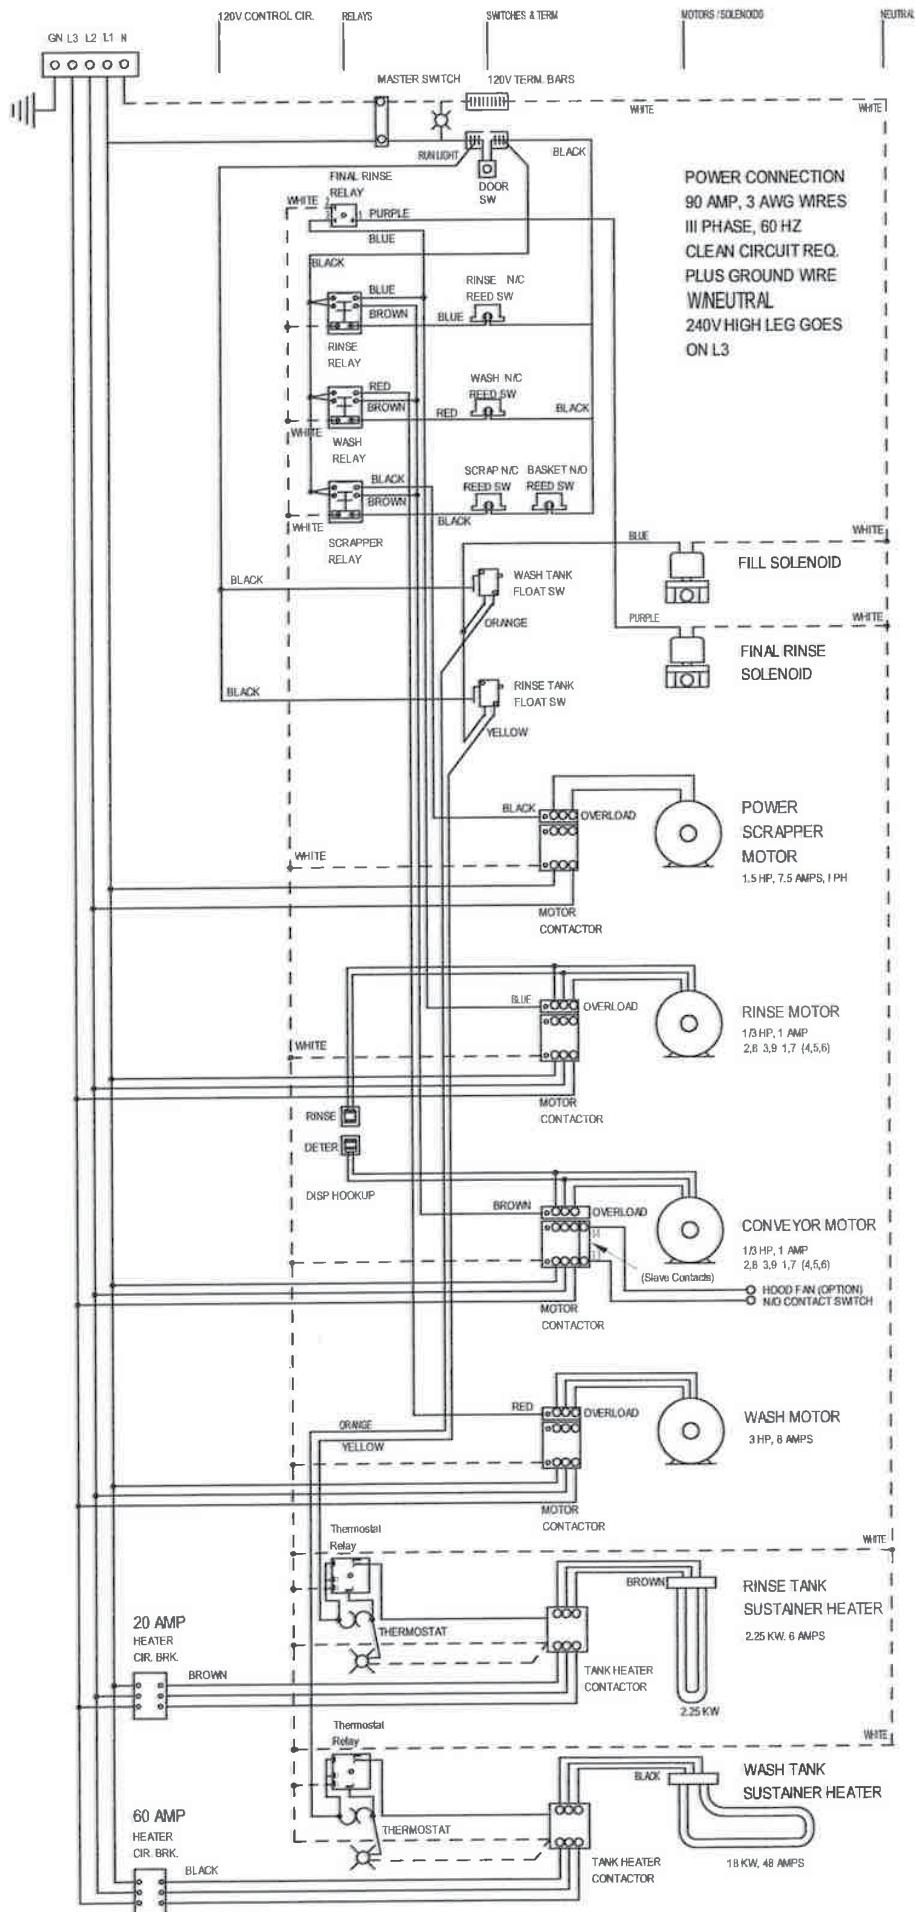 120V CONTROL CIR.
RELAYS
SWITCHES & TERM
MOTORS / SOLENOIDS
NEUTRAL
GN L3 L2 L1 N
MASTER SWITCH
120V TERM. BARS
WHITE
WHITE
RUN LIGHT
BLACK
DOOR
SW
FINAL RINSE
RELAY
WHITE
2
3
1
PURPLE
BLUE
BLACK
POWER CONNECTION
90 AMP, 3 AWG WIRES
III PHASE, 60 HZ
CLEAN CIRCUIT REQ.
PLUS GROUND WIRE
W/NEUTRAL
240V HIGH LEG GOES
ON L3
BLUE
BROWN
RINSE N/C
REED SW
BLUE
RINSE
RELAY
RED
BROWN
WASH N/C
REED SW
RED
BLACK
WHITE
WASH
RELAY
BLACK
BROWN
SCRAP N/C
REED SW
BASKET N/O
REED SW
BLACK
WHITE
SCRAPPER
RELAY
BLUE
WHITE
FILL SOLENOID
BLACK
WASH TANK
FLOAT SW
ORANGE
PURPLE
WHITE
FINAL RINSE
SOLENOID
BLACK
RINSE TANK
FLOAT SW
YELLOW
BLACK
OVERLOAD
POWER
SCRAPPER
MOTOR
1.5 HP, 7.5 AMPS, I PH
WHITE
MOTOR
CONTACTOR
BLUE
OVERLOAD
RINSE MOTOR
1/3 HP, 1 AMP
2,8 3,9 1,7 (4,5,6)
WHITE
MOTOR
CONTACTOR
RINSE
DETER
DISP HOOKUP
BROWN
OVERLOAD
CONVEYOR MOTOR
1/3 HP, 1 AMP
2,8 3,9 1,7 (4,5,6)
14
13
(Slave Contacts)
HOOD FAN (OPTION)
N/O CONTACT SWITCH
MOTOR
CONTACTOR
RED
OVERLOAD
WASH MOTOR
3 HP, 8 AMPS
ORANGE
YELLOW
MOTOR
CONTACTOR
Thermostat
Relay
WHITE
BROWN
RINSE TANK
SUSTAINER HEATER
2.25 KW. 6 AMPS
THERMOSTAT
20 AMP
HEATER
CIR. BRK.
BROWN
TANK HEATER
CONTACTOR
2.25 KW
Thermostat
Relay
WHITE
BLACK
WASH TANK
SUSTAINER HEATER
THERMOSTAT
60 AMP
HEATER
CIR. BRK.
BLACK
TANK HEATER
CONTACTOR
18 KW, 48 AMPS